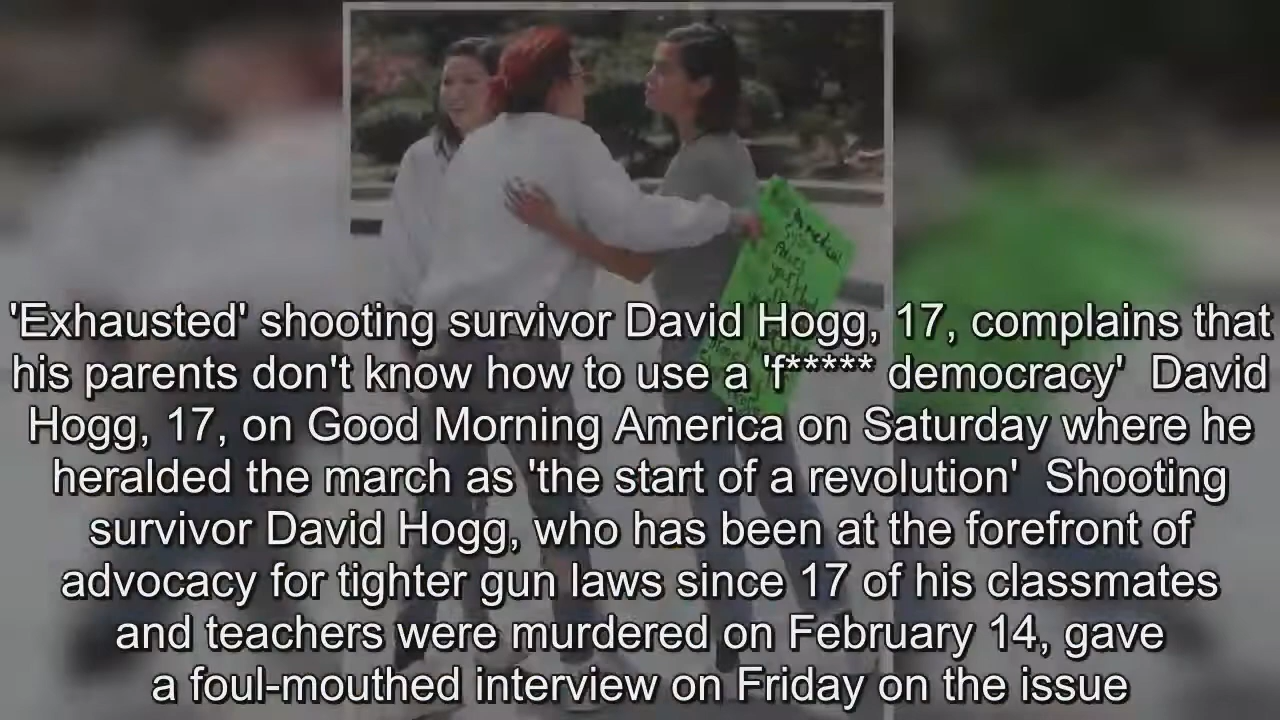 A medical
'Exhausted' shooting survivor David Hogg, 17, complains that
his parents don't know how to use a 'f***** democracy'  David
Hogg, 17, on Good Morning America on Saturday where he
heralded the march as 'the start of a revolution'  Shooting
survivor David Hogg, who has been at the forefront of
advocacy for tighter gun laws since 17 of his classmates
and teachers were murdered on February 14, gave
a foul-mouthed interview on Friday on the issue